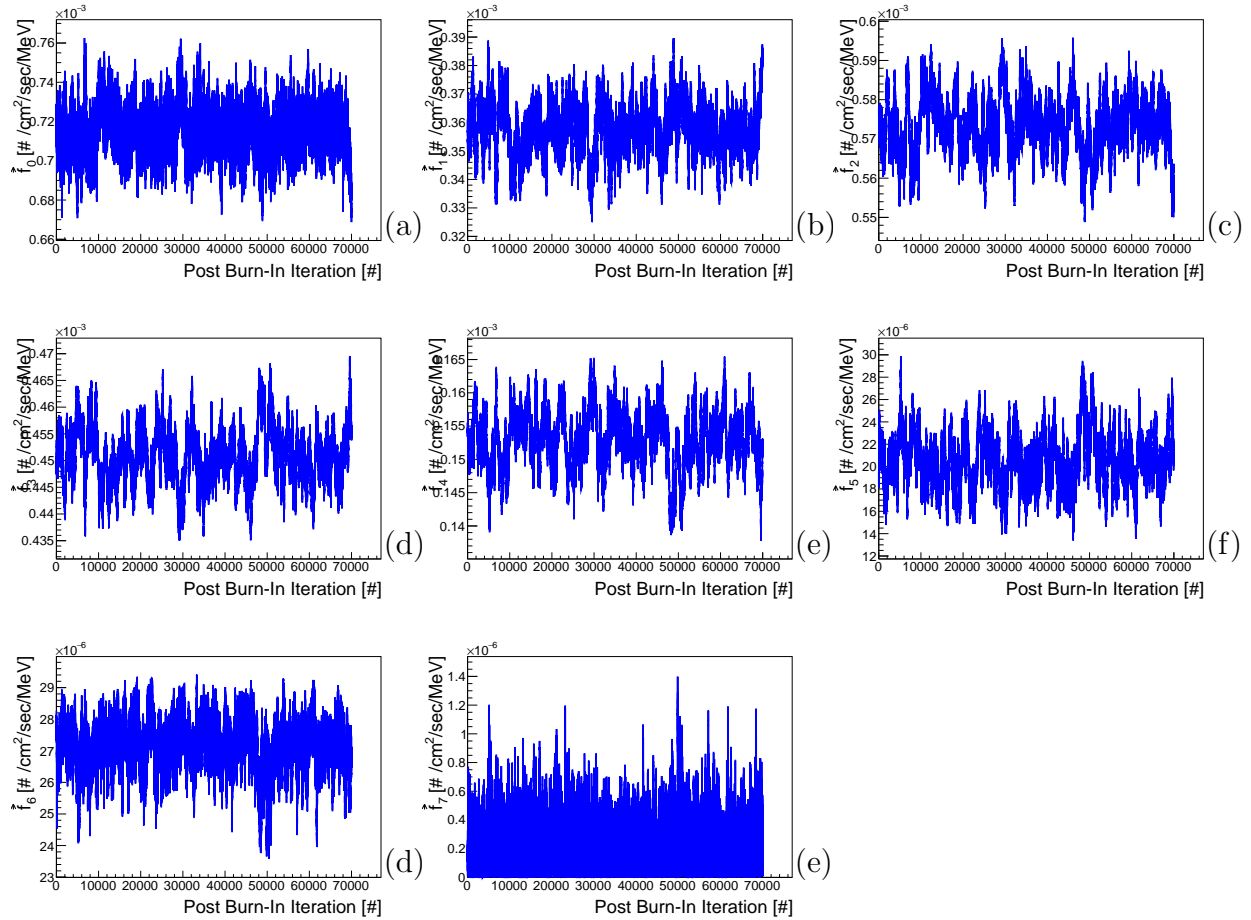 ×10⁻³
f̂₀ [# /cm²/sec/MeV]
0.76
0.74
0.72
0.7
0.68
0.66
0 10000 20000 30000 40000 50000 60000 70000
Post Burn-In Iteration [#]
(a)
×10⁻³
f̂₁ [# /cm²/sec/MeV]
0.39
0.38
0.37
0.36
0.35
0.34
0.33
0.32
0 10000 20000 30000 40000 50000 60000 70000
Post Burn-In Iteration [#]
(b)
×10⁻³
f̂₂ [# /cm²/sec/MeV]
0.6
0.59
0.58
0.57
0.56
0.55
0 10000 20000 30000 40000 50000 60000 70000
Post Burn-In Iteration [#]
(c)
×10⁻³
f̂₃ [# /cm²/sec/MeV]
0.47
0.465
0.46
0.455
0.45
0.445
0.44
0.435
0 10000 20000 30000 40000 50000 60000 70000
Post Burn-In Iteration [#]
(d)
×10⁻³
f̂₄ [# /cm²/sec/MeV]
0.165
0.16
0.155
0.15
0.145
0.14
0 10000 20000 30000 40000 50000 60000 70000
Post Burn-In Iteration [#]
(e)
×10⁻⁶
f̂₅ [# /cm²/sec/MeV]
30
28
26
24
22
20
18
16
14
12
0 10000 20000 30000 40000 50000 60000 70000
Post Burn-In Iteration [#]
(f)
×10⁻⁶
f̂₆ [# /cm²/sec/MeV]
29
28
27
26
25
24
23
0 10000 20000 30000 40000 50000 60000 70000
Post Burn-In Iteration [#]
(d)
×10⁻⁶
f̂₇ [# /cm²/sec/MeV]
1.4
1.2
1
0.8
0.6
0.4
0.2
0
0 10000 20000 30000 40000 50000 60000 70000
Post Burn-In Iteration [#]
(e)